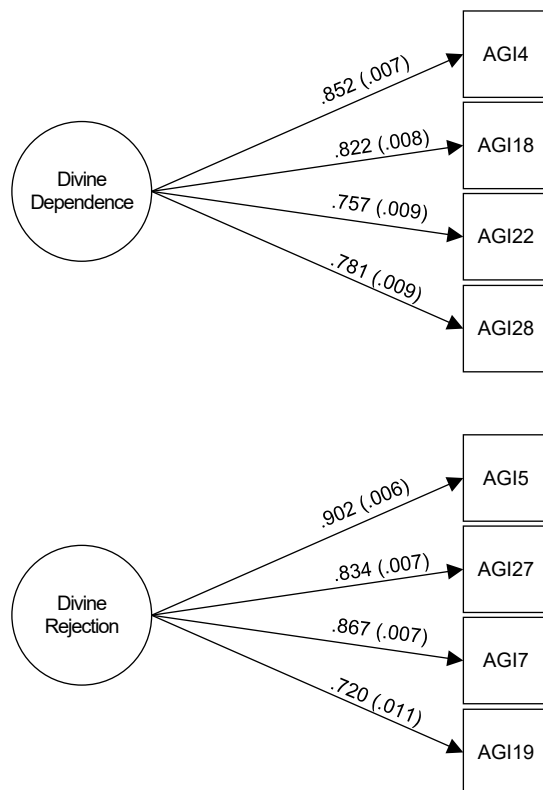 .852 (.007)
AGI4
.822 (.008)
AGI18
Divine
Dependence
.757 (.009)
AGI22
.781 (.009)
AGI28
.902 (.006)
AGI5
.834 (.007)
AGI27
Divine
Rejection
.867 (.007)
AGI7
.720 (.011)
AGI19